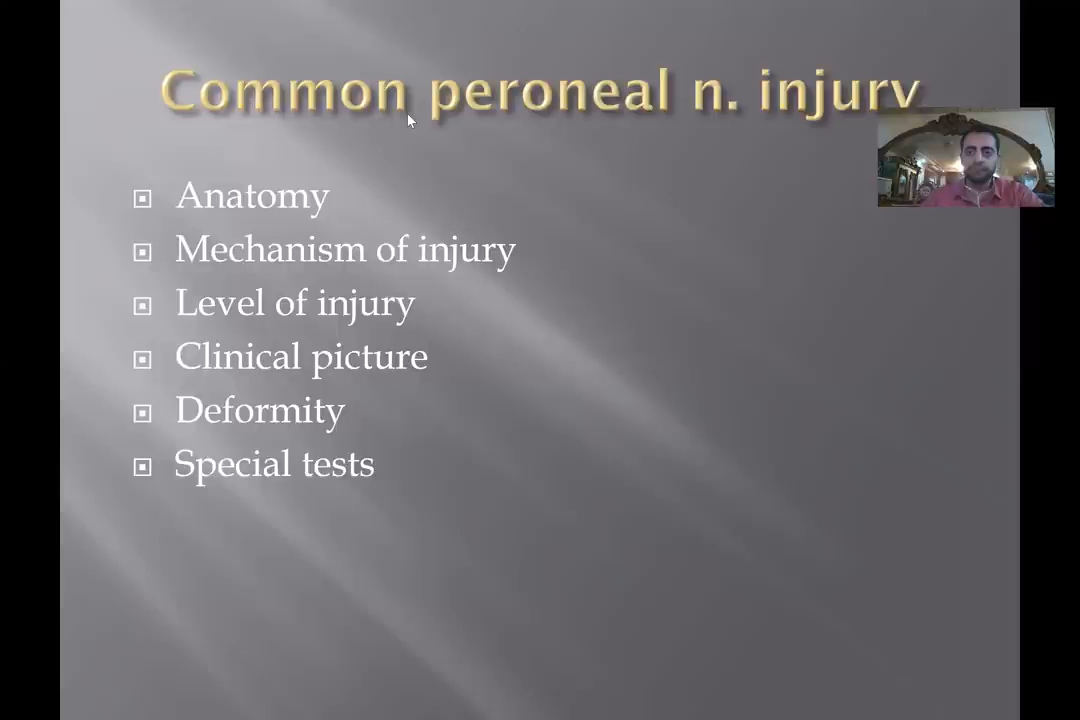 Common peroneal n. injury
Anatomy
Mechanism of injury
Level of injury
Clinical picture
Deformity
Special tests